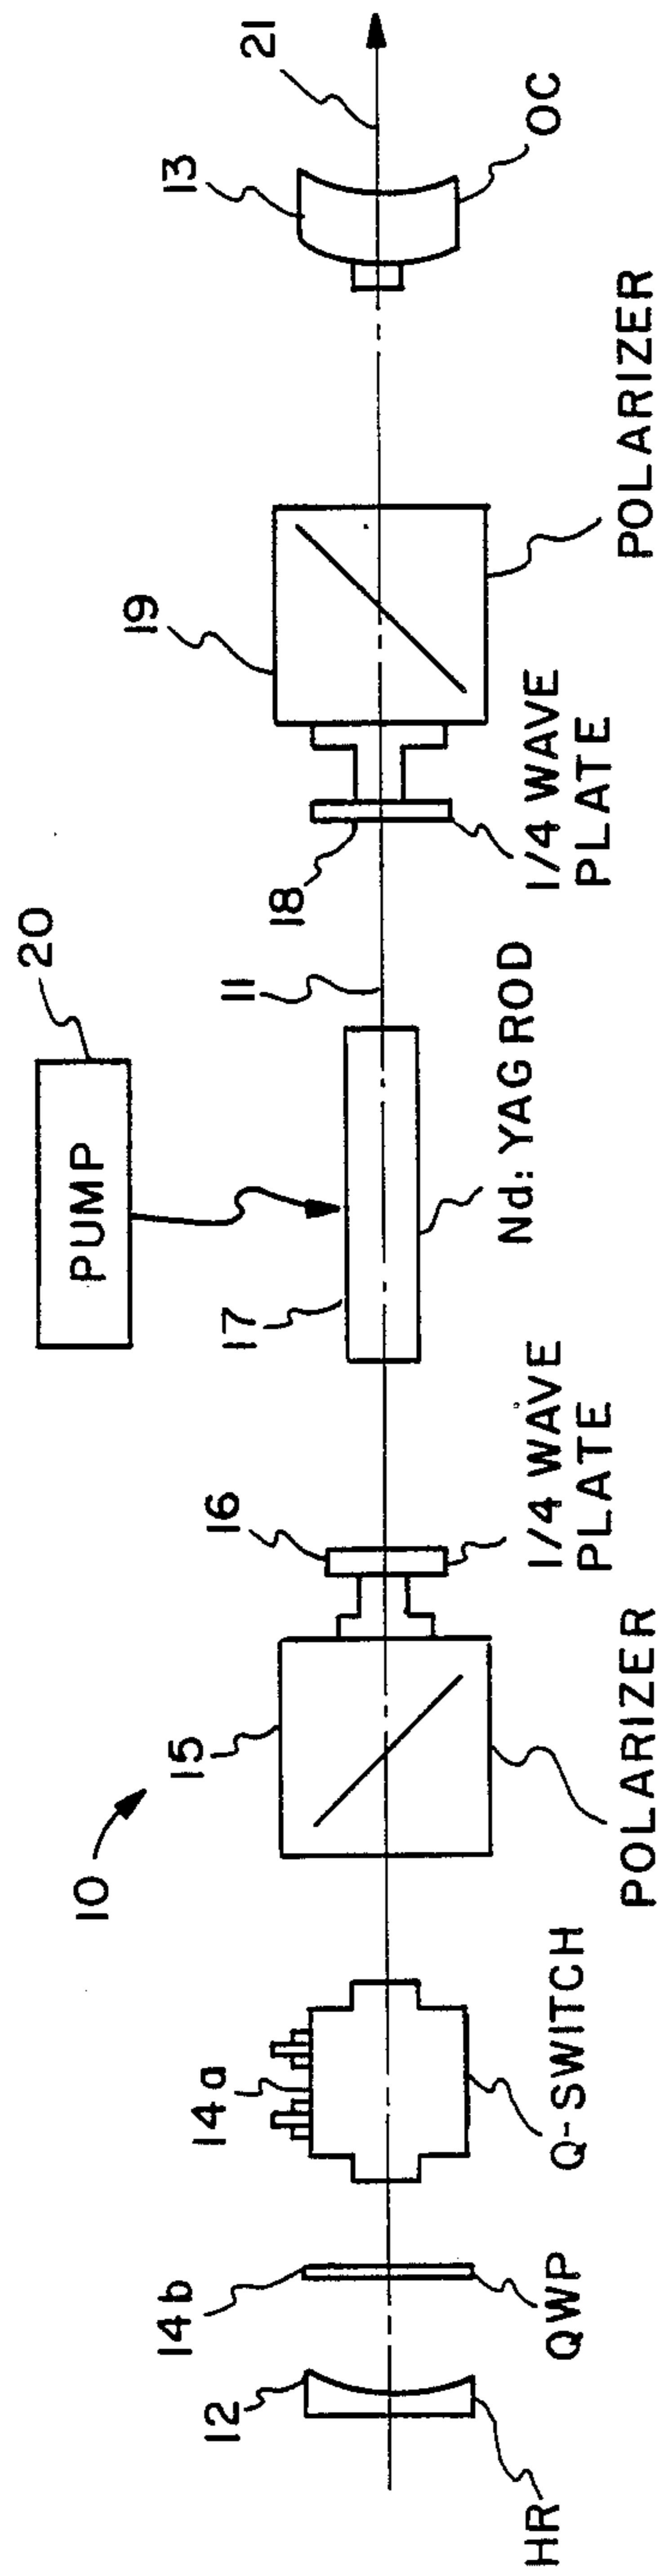 PUMP
20
10
12
14b
14a
15
16
17
11
18
19
13
21
HR
QWP
Q-SWITCH
POLARIZER
1/4 WAVE
PLATE
Nd: YAG ROD
1/4 WAVE
PLATE
POLARIZER
OC